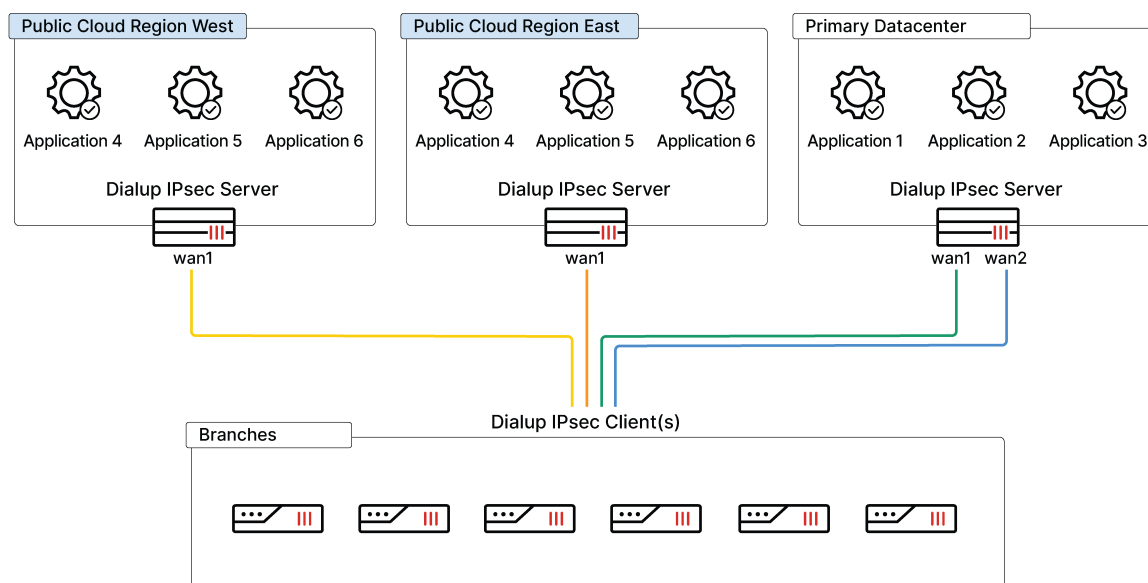 Public Cloud Region West
Public Cloud Region East
Primary Datacenter
Application 4
Application 5
Application 6
Application 4
Application 5
Application 6
Application 1
Application 2
Application 3
Dialup IPsec Server
Dialup IPsec Server
Dialup IPsec Server
wan1
wan1
wan1
wan2
Dialup IPsec Client(s)
Branches